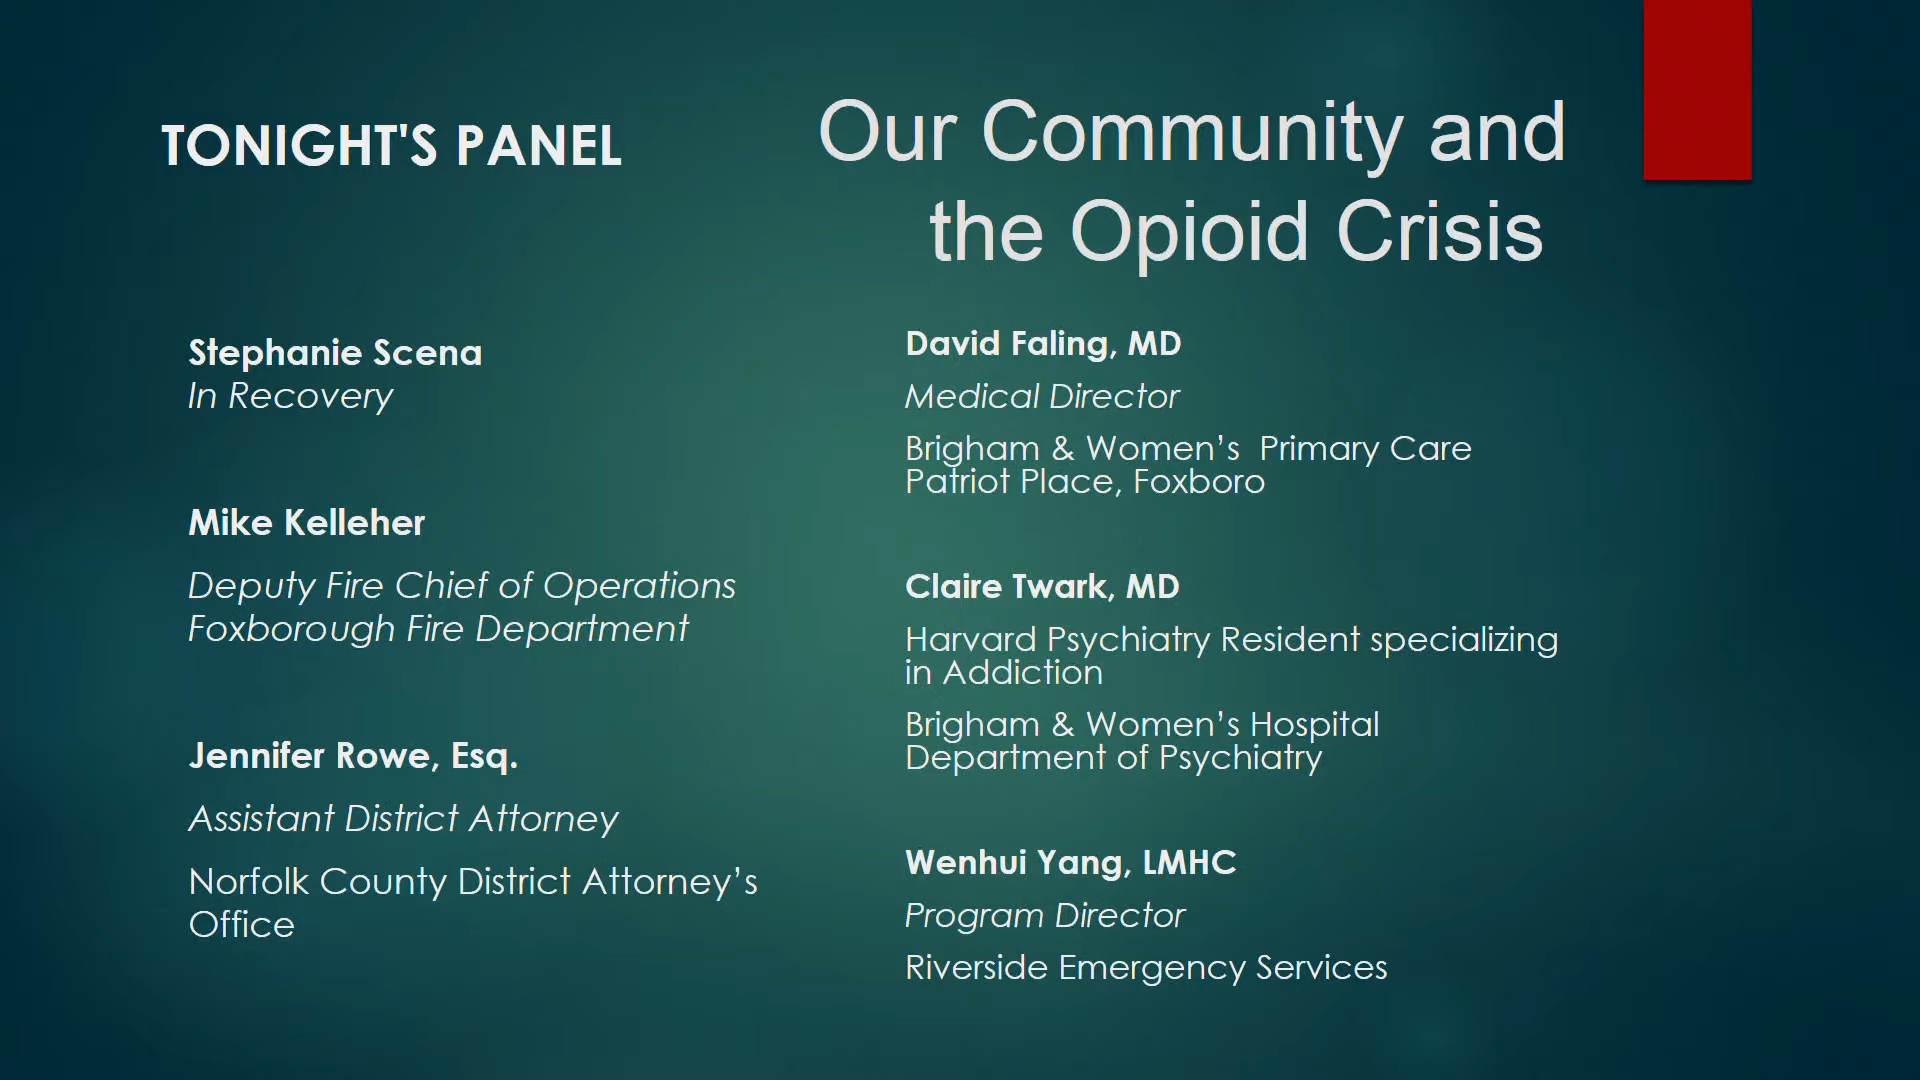 TONIGHT'S PANEL
Our Community and
the Opioid Crisis
Stephanie Scena
In Recovery
Mike Kelleher
Deputy Fire Chief of Operations
Foxborough Fire Department
Jennifer Rowe, Esq.
Assistant District Attorney
Norfolk County District Attorney’s
Office
David Faling, MD
Medical Director
Brigham & Women’s  Primary Care
Patriot Place, Foxboro
Claire Twark, MD
Harvard Psychiatry Resident specializing
in Addiction
Brigham & Women’s Hospital
Department of Psychiatry
Wenhui Yang, LMHC
Program Director
Riverside Emergency Services